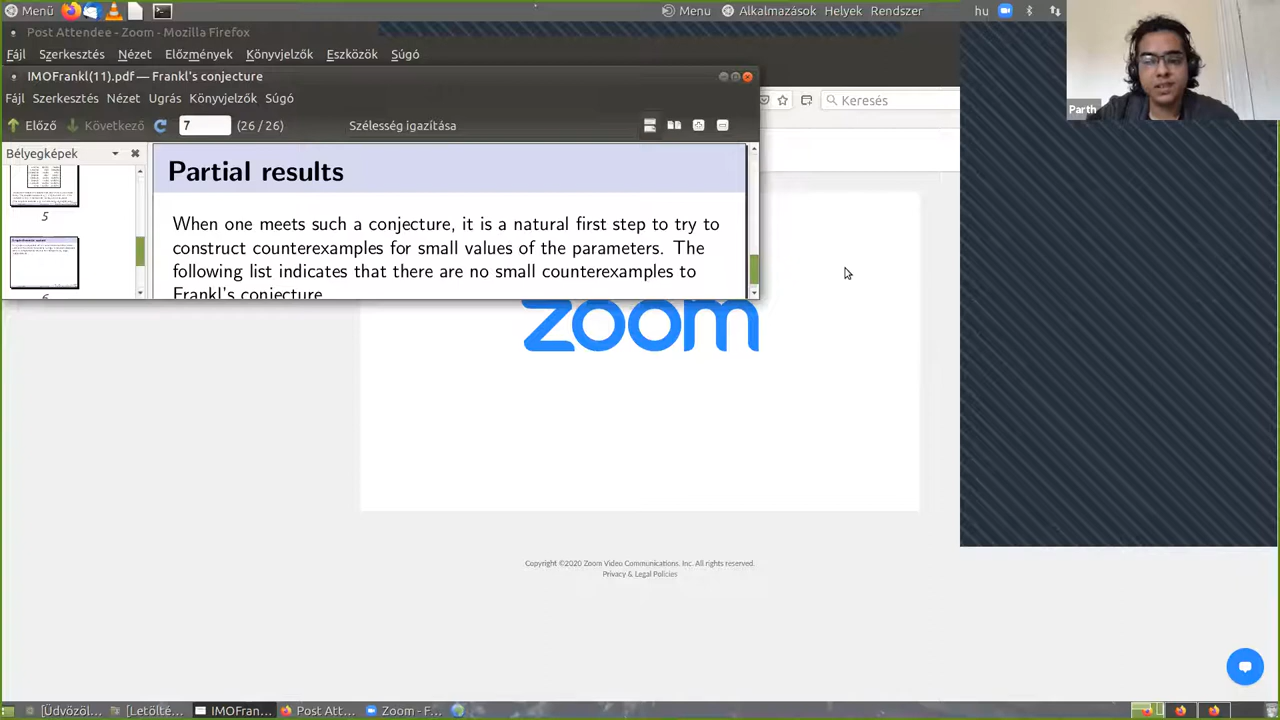 Menü
Menu
Alkalmazások Helyek Rendszer
hu
Post Attendee - Zoom - Mozilla Firefox
Fájl Szerkesztés Nézet Előzmények Könyvjelzők Eszközök Súgó
IMOFrankl(11).pdf — Frankl's conjecture
Keresés
Parth
Fájl Szerkesztés Nézet Ugrás Könyvjelzők Súgó
Előző Következő 7 (26 / 26) Szélesség igazítása
Bélyegképek
Partial results
5
When one meets such a conjecture, it is a natural first step to try to
construct counterexamples for small values of the parameters. The
following list indicates that there are no small counterexamples to
Frankl's conjecture
6
zoom
Copyright ©2020 Zoom Video Communications, Inc. All rights reserved.
Privacy & Legal Policies
[Üdvözöl... [Letölté... IMOFran... Post Att... Zoom - F...